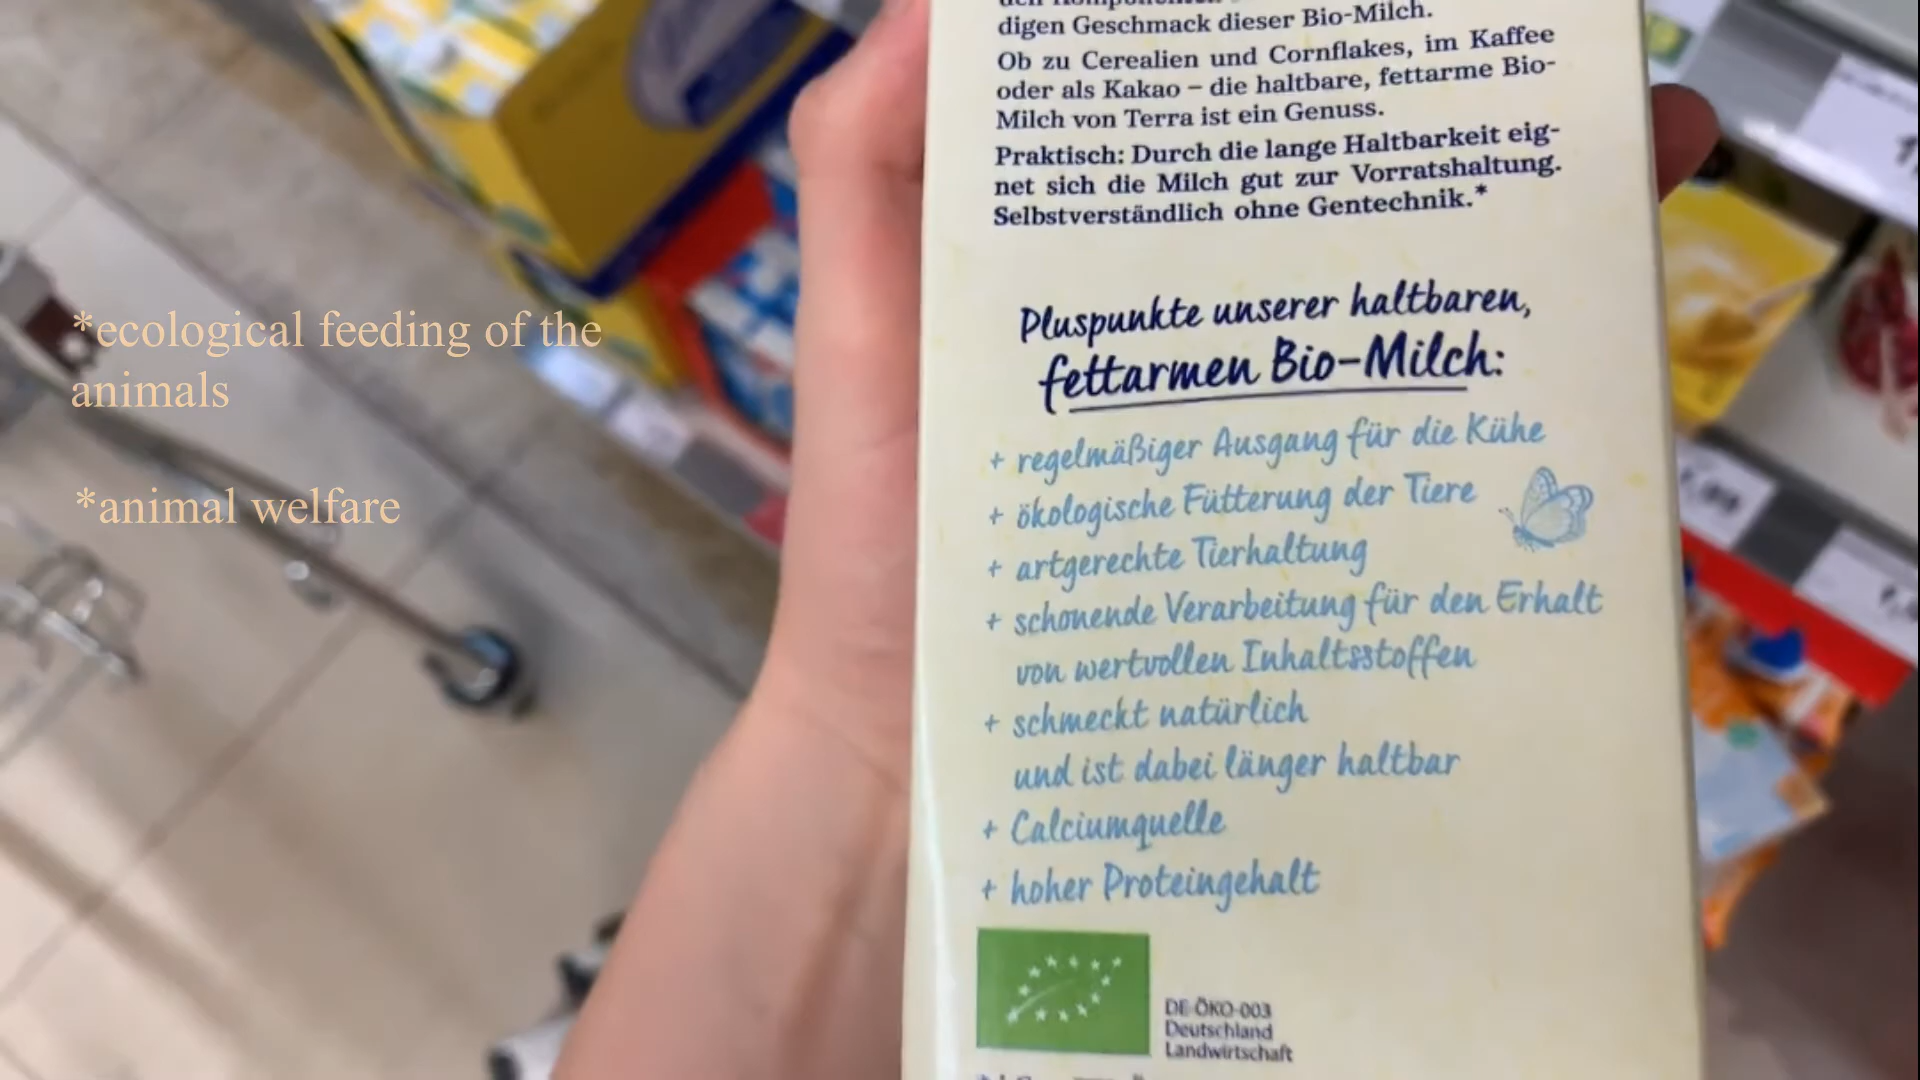 digen Geschmack dieser Bio-Milch.
Ob zu Cerealien und Cornflakes, im Kaffee
oder als Kakao – die haltbare, fettarme Bio-
Milch von Terra ist ein Genuss.
Praktisch: Durch die lange Haltbarkeit eig-
net sich die Milch gut zur Vorratshaltung.
Selbstverständlich ohne Gentechnik.*
Pluspunkte unserer haltbaren,
fettarmen Bio-Milch:
+ regelmäßiger Ausgang für die Kühe
+ ökologische Fütterung der Tiere
+ artgerechte Tierhaltung
+ schonende Verarbeitung für den Erhalt
von wertvollen Inhaltsstoffen
+ schmeckt natürlich
und ist dabei länger haltbar
+ Calciumquelle
+ hoher Proteingehalt
DE-ÖKO-003
Deutschland
Landwirtschaft
*ecological feeding of the
animals
*animal welfare